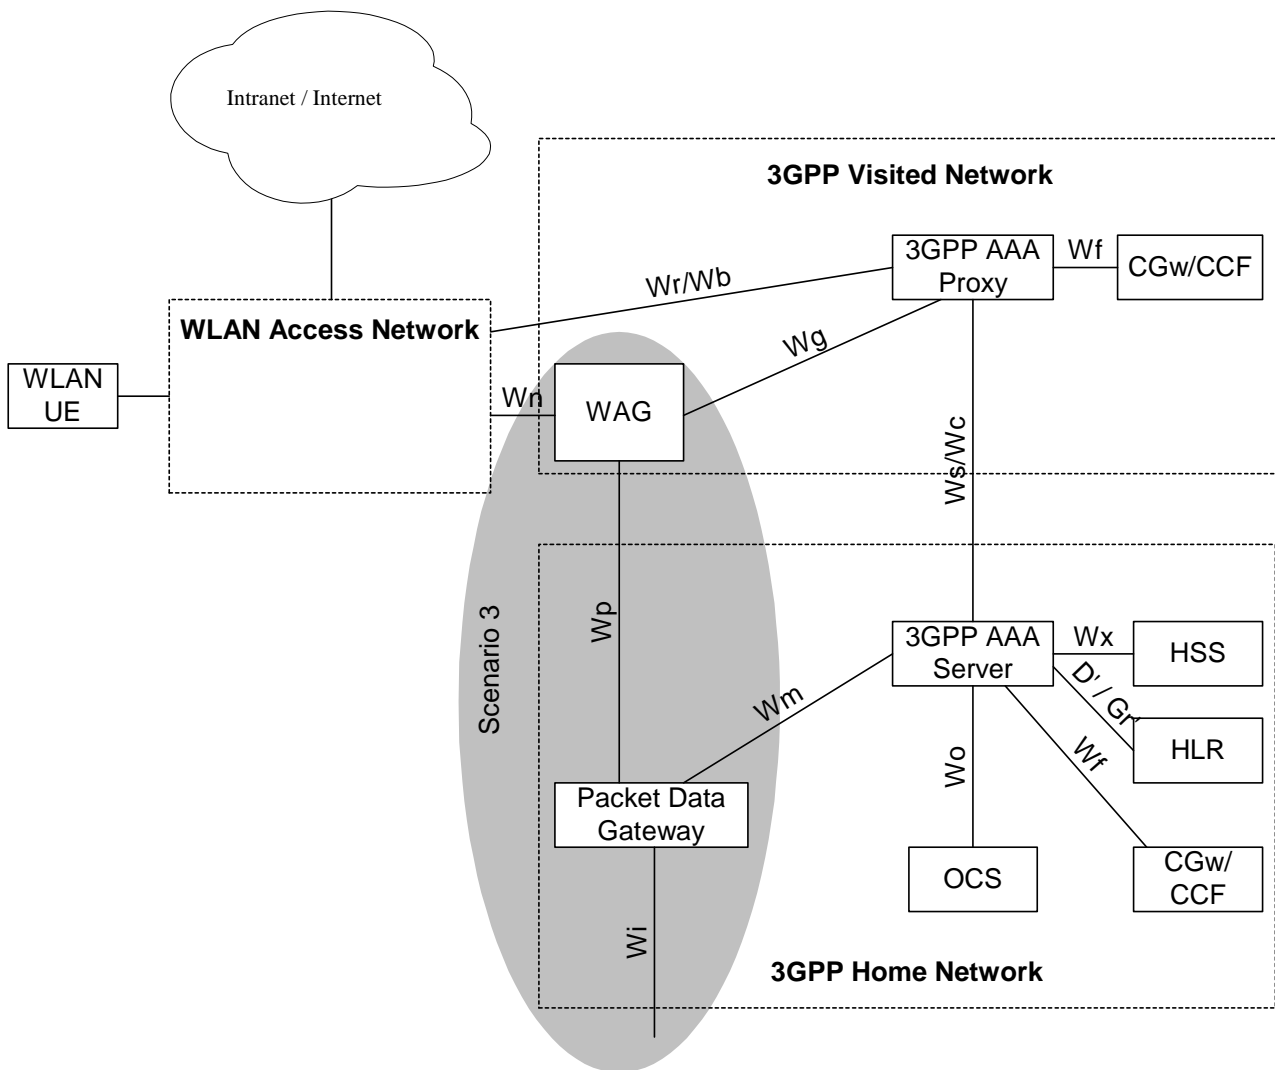 Intranet / Internet
3GPP Visited Network
3GPP AAA
Proxy
Wf
CGw/CCF
Wr/Wb
WLAN Access Network
Wg
WLAN
UE
Wn
WAG
Ws/Wc
Scenario 3
Wp
3GPP AAA
Server
Wx
HSS
D' / Gr'
HLR
Wm
Wo
Wf
Packet Data
Gateway
OCS
CGw/
CCF
Wi
3GPP Home Network